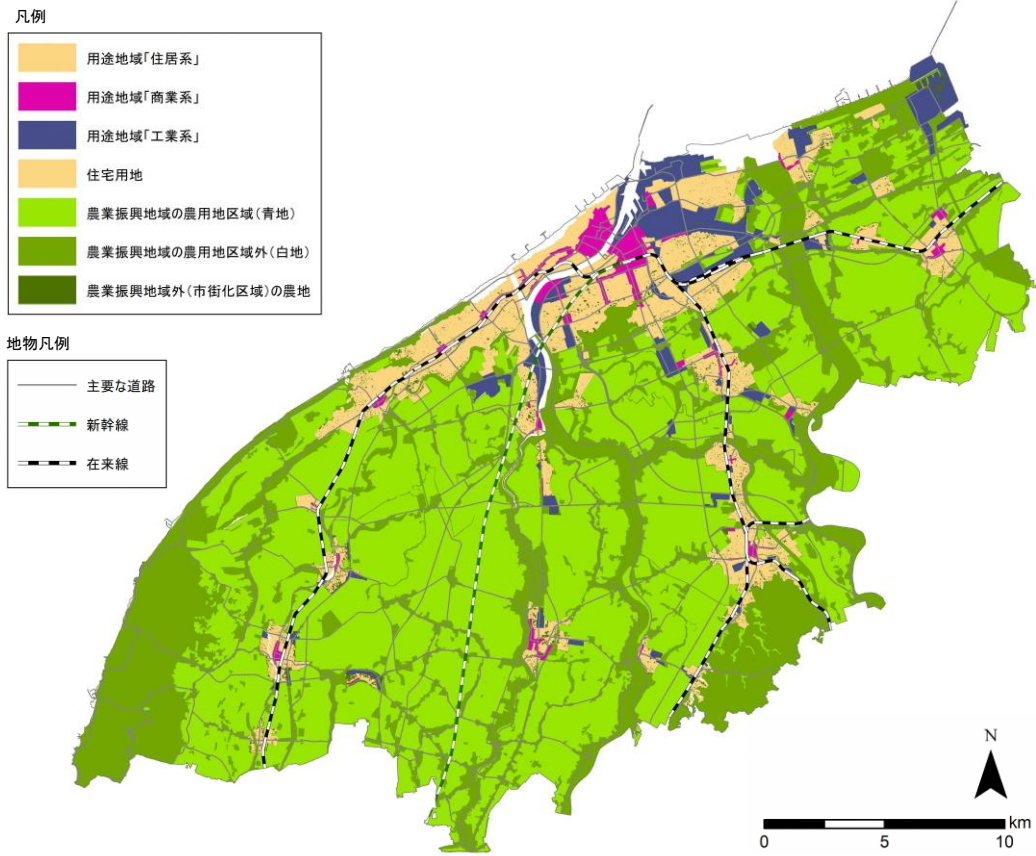 凡例
用途地域「住居系」
用途地域「商業系」
用途地域「工業系」
住宅用地
農業振興地域の農用地区域(青地)
農業振興地域の農用地区域外(白地)
農業振興地域外(市街化区域)の農地
地物凡例
主要な道路
新幹線
在来線
N
km
0 5 10